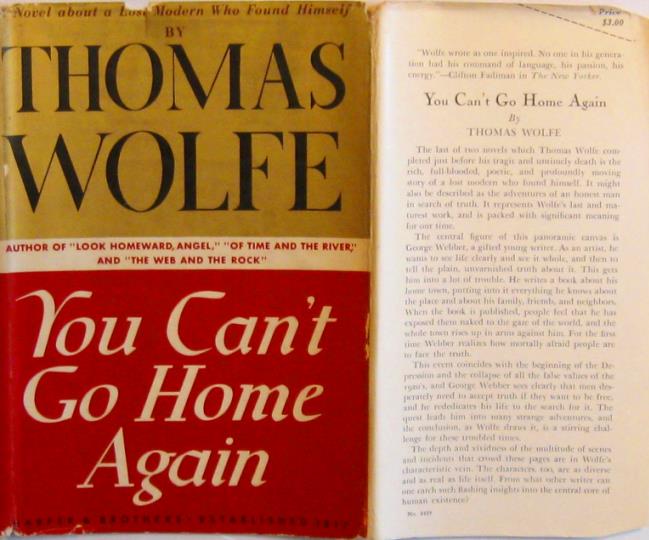 Novel about a Lost Modern Who Found Himself
BY
THOMAS
WOLFE
AUTHOR OF "LOOK HOMEWARD, ANGEL," "OF TIME AND THE RIVER,"
AND "THE WEB AND THE ROCK"
You Can't
Go Home
Again
HARPER & BROTHERS · ESTABLISHED 1817
Price
$3.00
"Wolfe wrote as one inspired. No one in his genera-
tion had his command of language, his passion, his
energy."—Clifton Fadiman in The New Yorker.
You Can't Go Home Again
By
THOMAS WOLFE
The last of two novels which Thomas Wolfe com-
pleted just before his tragic and untimely death is the
rich, full-blooded, poetic, and profoundly moving
story of a lost modern who found himself. It might
also be described as the adventures of an honest man
in search of truth. It represents Wolfe's last and ma-
turest work, and is packed with significant meaning
for our time.
The central figure of this panoramic canvas is
George Webber, a gifted young writer. As an artist, he
wants to see life clearly and see it whole, and then to
tell the plain, unvarnished truth about it. This gets
him into a lot of trouble. He writes a book about his
home town, putting into it everything he knows about
the place and about his family, friends, and neighbors.
When the book is published, people feel that he has
exposed them naked to the gaze of the world, and the
whole town rises up in arms against him. For the first
time Webber realizes how mortally afraid people are
to face the truth.
This event coincides with the beginning of the De-
pression and the collapse of all the false values of the
1920's, and George Webber sees clearly that men des-
perately need to accept truth if they want to be free,
and he rededicates his life to the search for it. The
quest leads him into many strange adventures, and
the conclusion, as Wolfe draws it, is a stirring chal-
lenge for these troubled times.
The depth and vividness of the multitude of scenes
and incidents that crowd these pages are in Wolfe's
characteristic vein. The characters, too, are as diverse
and as real as life itself. From what other writer can
one catch such flashing insights into the central core of
human existence?
No.